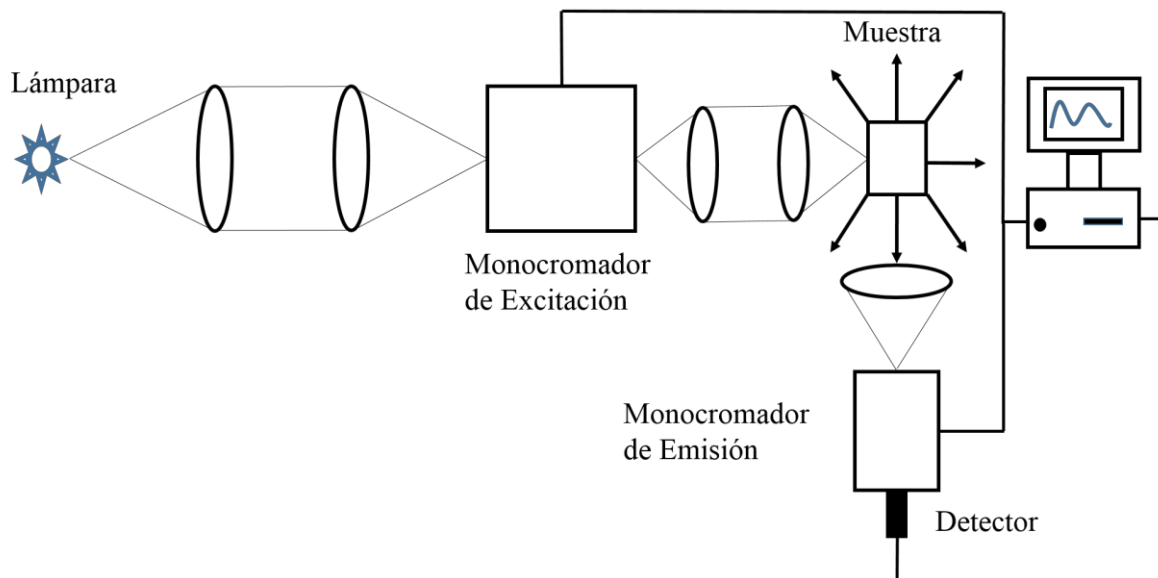 Lámpara
Muestra
Monocromador
de Excitación
Monocromador
de Emisión
Detector